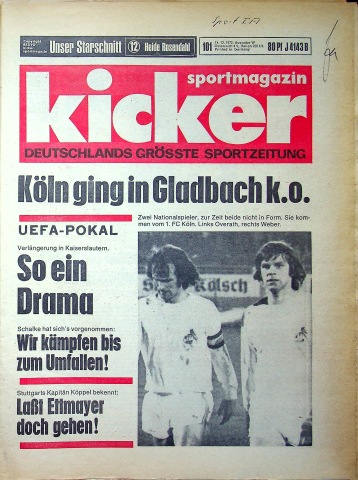 Sport
Unser Starschnitt 12 Heide Rosendahl
101
80 Pf J 4143 B
sportmagazin
kicker
DEUTSCHLANDS GRÖSSTE SPORTZEITUNG
Köln ging in Gladbach k.o.
UEFA-POKAL
Zwei Nationalspieler, zur Zeit beide nicht in Form. Sie kom-
men vom 1. FC Köln. Links Overath, rechts Weber.
Verlängerung in Kaiserslautern.
So ein
Drama
Schalke hat sich's vorgenommen:
Wir kämpfen bis
zum Umfallen!
Stuttgarts Kapitän Köppel bekennt:
Laßt Ettmayer
doch gehen!
Kölsch